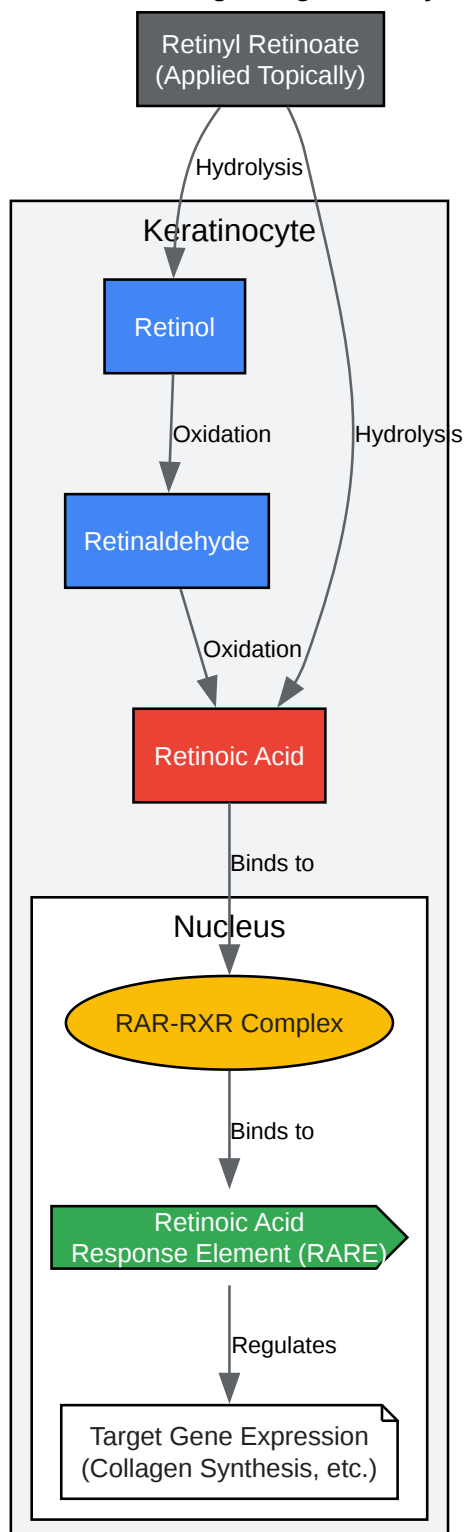 Retinyl Retinoate
(Applied Topically)
Hydrolysis
Keratinocyte
Retinol
Oxidation
Hydrolysis
Retinaldehyde
Oxidation
Retinoic Acid
Binds to
Nucleus
RAR-RXR Complex
Binds to
Retinoic Acid
Response Element (RARE)
Regulates
Target Gene Expression
(Collagen Synthesis, etc.)